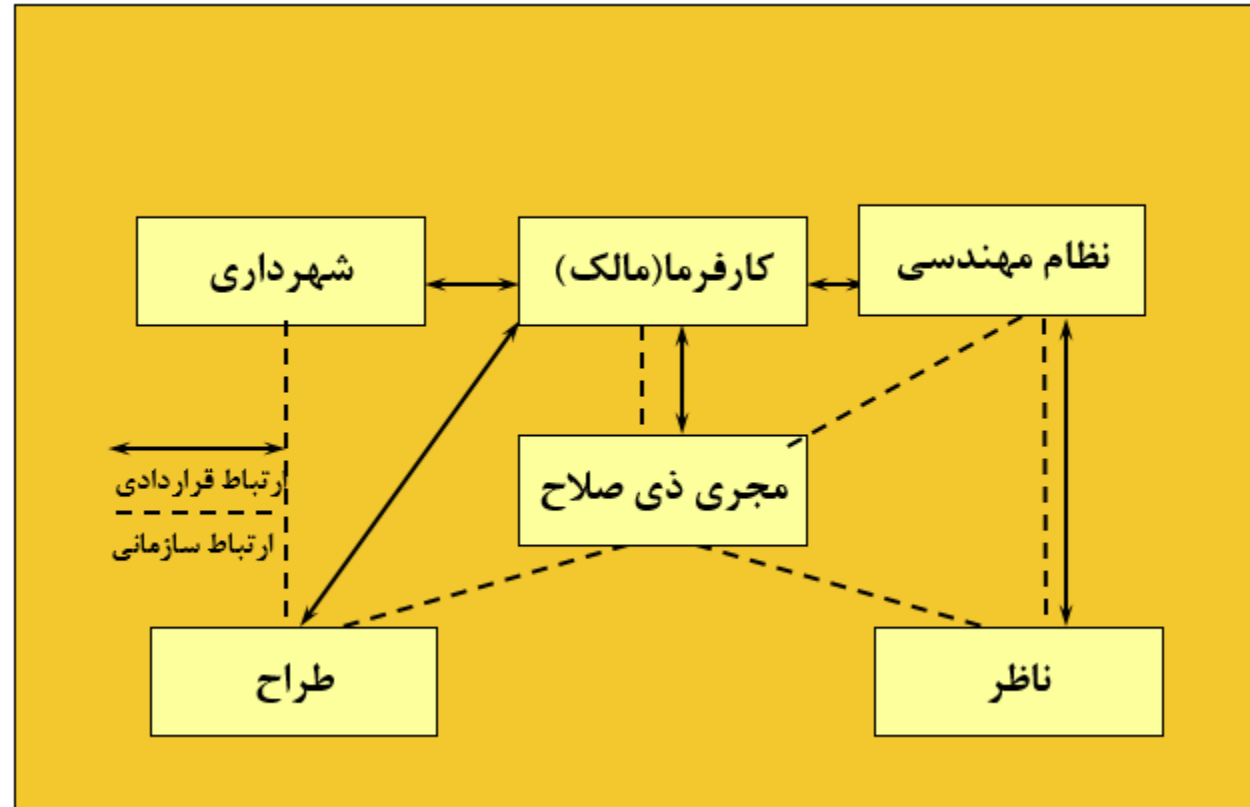 نظام مهندسی
کارفرما(مالک)
شهرداری
مجری ذی صلاح
ارتباط قراردادی
ارتباط سازمانی
ناظر
طراح